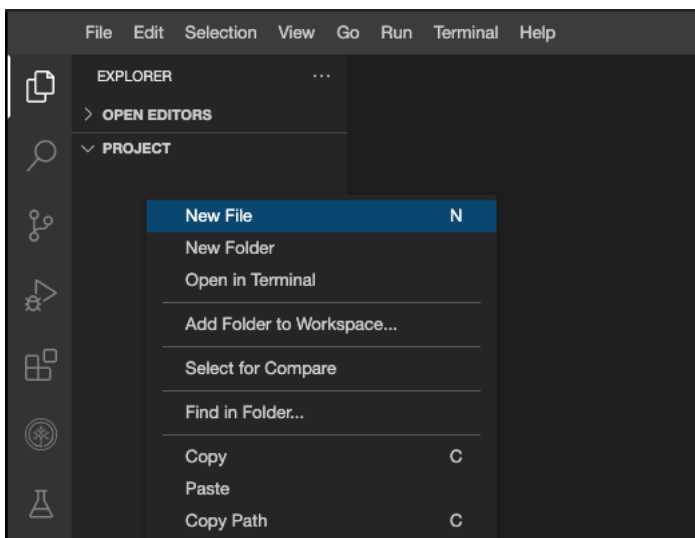 File Edit Selection View Go Run Terminal Help
EXPLORER ...
OPEN EDITORS
PROJECT
New File N
New Folder
Open in Terminal
Add Folder to Workspace...
Select for Compare
Find in Folder...
Copy C
Paste
Copy Path C